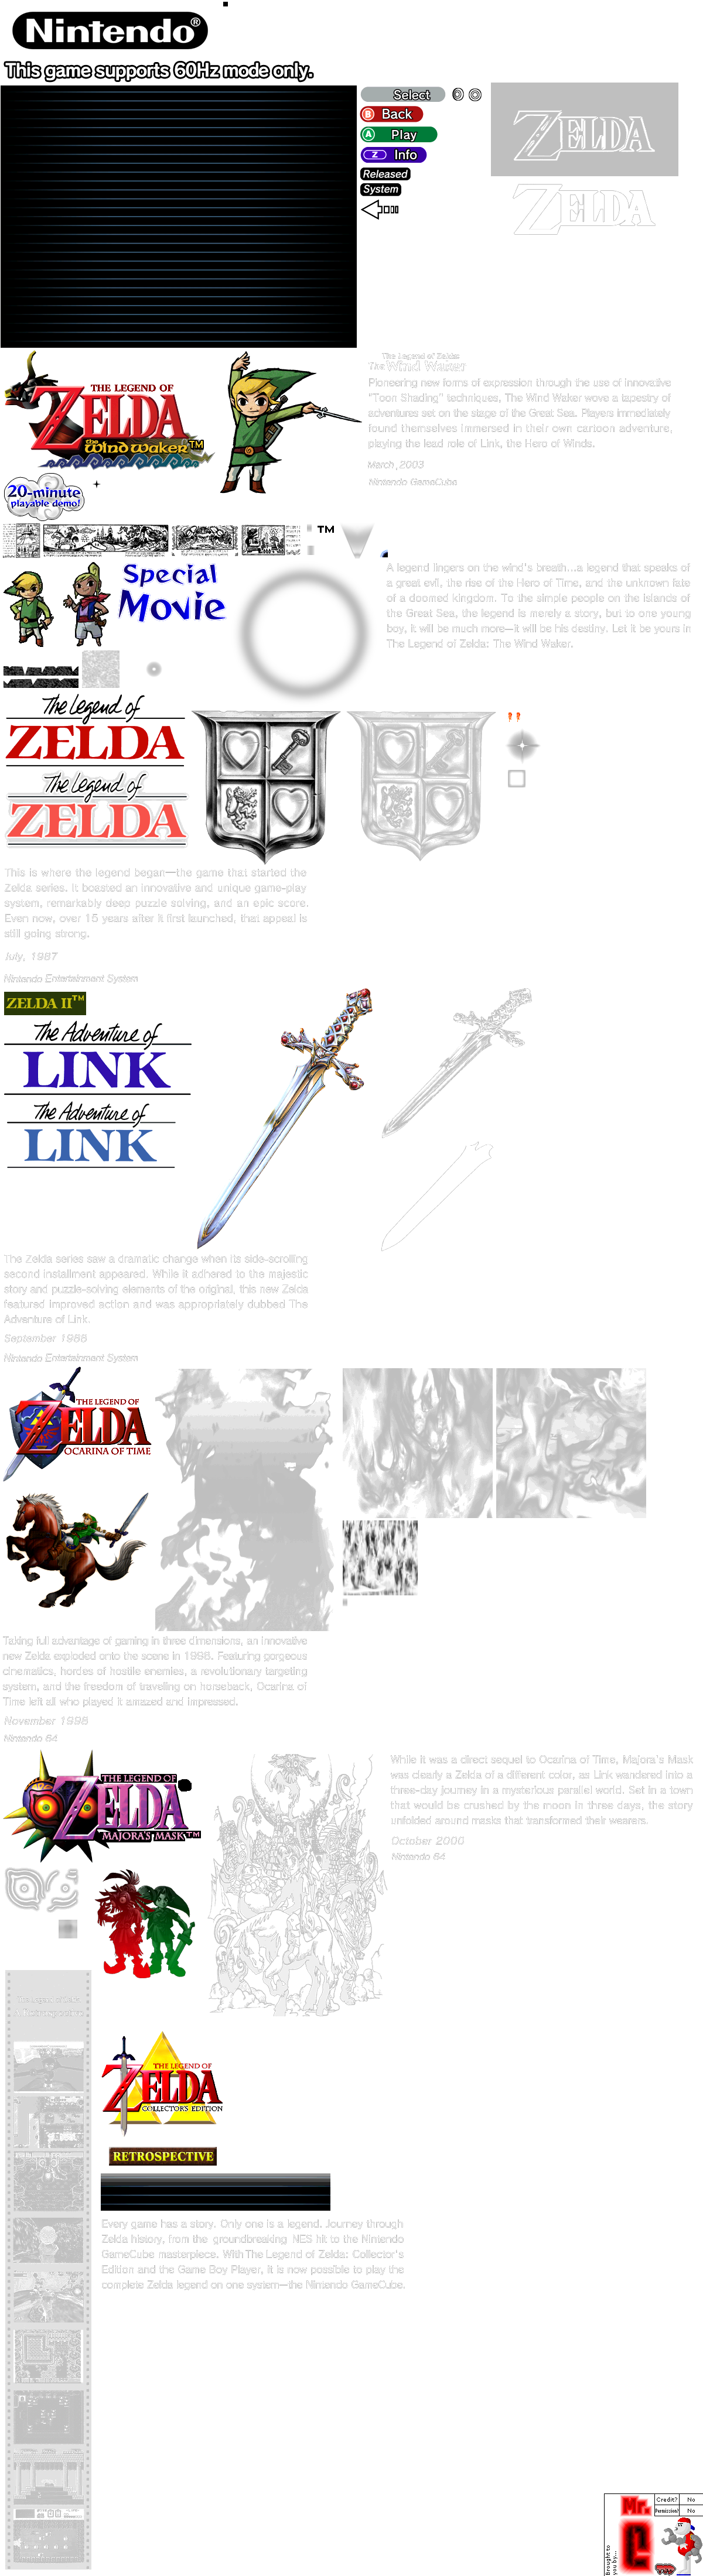 Nintendo®
This game supports 60Hz mode only.
Select
B Back
A Play
Z Info
Released
System
ZELDA
ZELDA
THE LEGEND OF
ZELDA
the Wind Waker™
The Legend of Zelda
The Wind Waker
Pioneering new forms of expression through the use of innovative
"Toon Shading" techniques, The Wind Waker wove a tapestry of
adventures set on the stage of the Great Sea. Players immediately
found themselves immersed in their own cartoon adventure,
playing the lead role of Link, the Hero of Winds.
March, 2003
Nintendo GameCube
20-minute
playable demo!
TM
Special
Movie
A legend lingers on the wind's breath...a legend that speaks of
a great evil, the rise of the Hero of Time, and the unknown fate
of a doomed kingdom. To the simple people on the islands of
the Great Sea, the legend is merely a story, but to one young
boy, it will be much more—it will be his destiny. Let it be yours in
The Legend of Zelda: The Wind Waker.
The Legend of
ZELDA
The Legend of
ZELDA
This is where the legend began—the game that started the
Zelda series. It boasted an innovative and unique game-play
system, remarkably deep puzzle solving, and an epic score.
Even now, over 15 years after it first launched, that appeal is
still going strong.
July, 1987
Nintendo Entertainment System
ZELDA II™
The Adventure of
LINK
The Adventure of
LINK
The Zelda series saw a dramatic change when its side-scrolling
second installment appeared. While it adhered to the majestic
story and puzzle-solving elements of the original, this new Zelda
featured improved action and was appropriately dubbed The
Adventure of Link.
September 1988
Nintendo Entertainment System
THE LEGEND OF
ZELDA
OCARINA OF TIME
Taking full advantage of gaming in three dimensions, an innovative
new Zelda exploded onto the scene in 1998. Featuring gorgeous
cinematics, hordes of hostile enemies, a revolutionary targeting
system, and the freedom of traveling on horseback, Ocarina of
Time left all who played it amazed and impressed.
November 1998
Nintendo 64
THE LEGEND OF
ZELDA
MAJORA'S MASK™
While it was a direct sequel to Ocarina of Time, Majora's Mask
was clearly a Zelda of a different color, as Link wandered into a
three-day journey in a mysterious parallel world. Set in a town
that would be crushed by the moon in three days, the story
unfolded around masks that transformed their wearers.
October 2000
Nintendo 64
THE LEGEND OF
ZELDA
COLLECTOR'S EDITION
RETROSPECTIVE
Every game has a story. Only one is a legend. Journey through
Zelda history, from the groundbreaking NES hit to the Nintendo
GameCube masterpiece. With The Legend of Zelda: Collector's
Edition and the Game Boy Player, it is now possible to play the
complete Zelda legend on one system—the Nintendo GameCube.
Brought to
you by...
Mr.
C
Credit? No
Permission? No